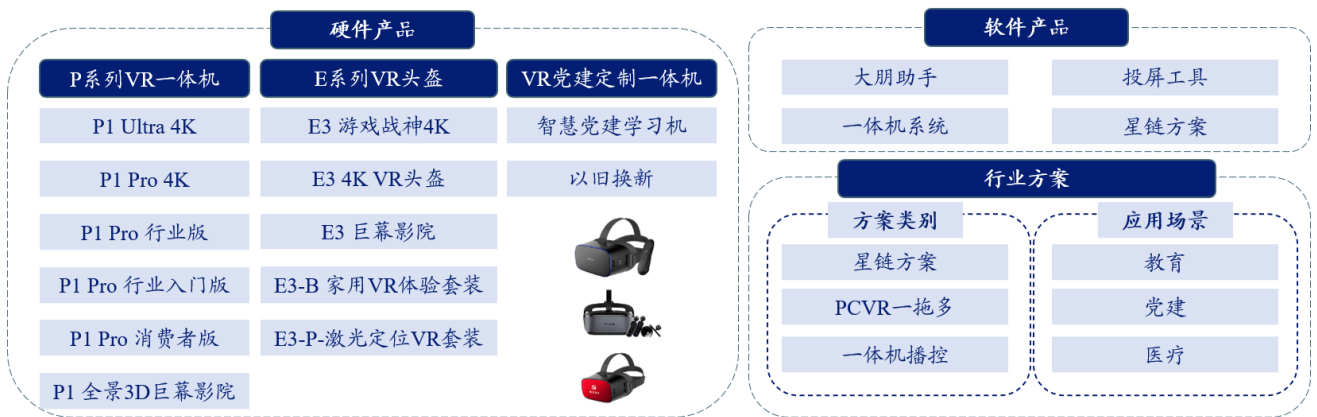 硬件产品
P系列VR一体机
P1 Ultra 4K
P1 Pro 4K
P1 Pro 行业版
P1 Pro 行业入门版
P1 Pro 消费者版
P1 全景3D巨幕影院
E系列VR头盔
E3 游戏战神4K
E3 4K VR头盔
E3 巨幕影院
E3-B 家用VR体验套装
E3-P-激光定位VR套装
VR党建定制一体机
智慧党建学习机
以旧换新
软件产品
大朋助手
投屏工具
一体机系统
星链方案
行业方案
方案类别
星链方案
PCVR一拖多
一体机播控
应用场景
教育
党建
医疗